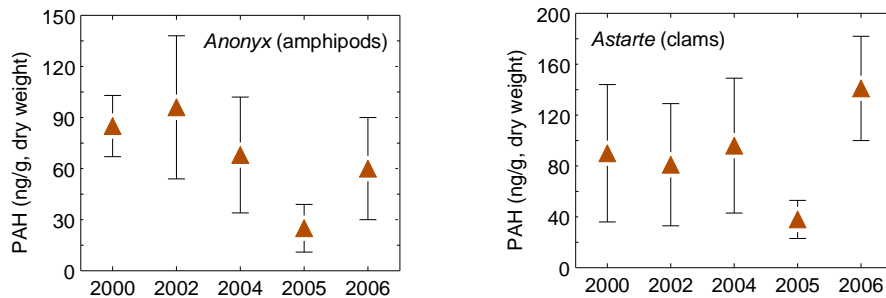 150
120
90
60
30
0
PAH (ng/g, dry weight)
Anonyx (amphipods)
2000 2002 2004 2005 2006
200
160
120
80
40
0
PAH (ng/g, dry weight)
Astarte (clams)
2000 2002 2004 2005 2006